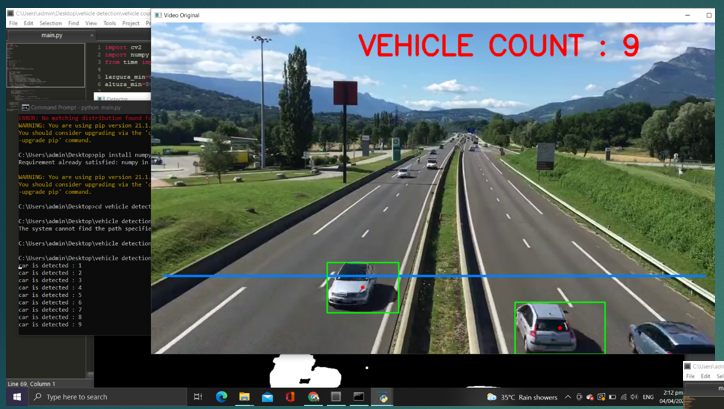 C:\Users\admin\Desktop\vehicle detection\vehicle cou
File Edit Selection Find View Tools Project
main.py
1 import cv2
2 import numpy
3 from time im
4
5 largura_min=
6 altura_min=
Video Original
VEHICLE COUNT : 9
Command Prompt - python main.py
ERROR: No matching distribution found fo
WARNING: You are using pip version 21.1.
You should consider upgrading via the 'c
-upgrade pip' command.
C:\Users\admin\Desktop>pip install numpy
Requirement already satisfied: numpy in
WARNING: You are using pip version 21.1.
You should consider upgrading via the 'c
-upgrade pip' command.
C:\Users\admin\Desktop>cd vehicle detect
C:\Users\admin\Desktop\vehicle detection
The system cannot find the path specifie
C:\Users\admin\Desktop\vehicle detection
C:\Users\admin\Desktop\vehicle detection
car is detected : 1
car is detected : 2
car is detected : 3
car is detected : 4
car is detected : 5
car is detected : 6
car is detected : 7
car is detected : 8
car is detected : 9
Line 69, Column 1
C:\Users\admin
File Edit Sel
Type here to search
35°C Rain showers
ENG
2:12 pm
04/04/202